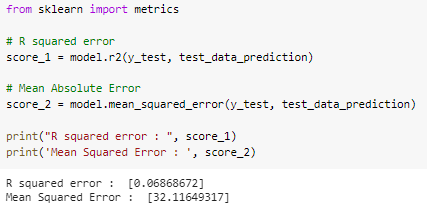 from sklearn import metrics
# R squared error
score_1 = model.r2(y_test, test_data_prediction)
# Mean Absolute Error
score_2 = model.mean_squared_error(y_test, test_data_prediction)
print("R squared error : ", score_1)
print('Mean Squared Error : ', score_2)
R squared error :  [0.06868672]
Mean Squared Error :  [32.11649317]